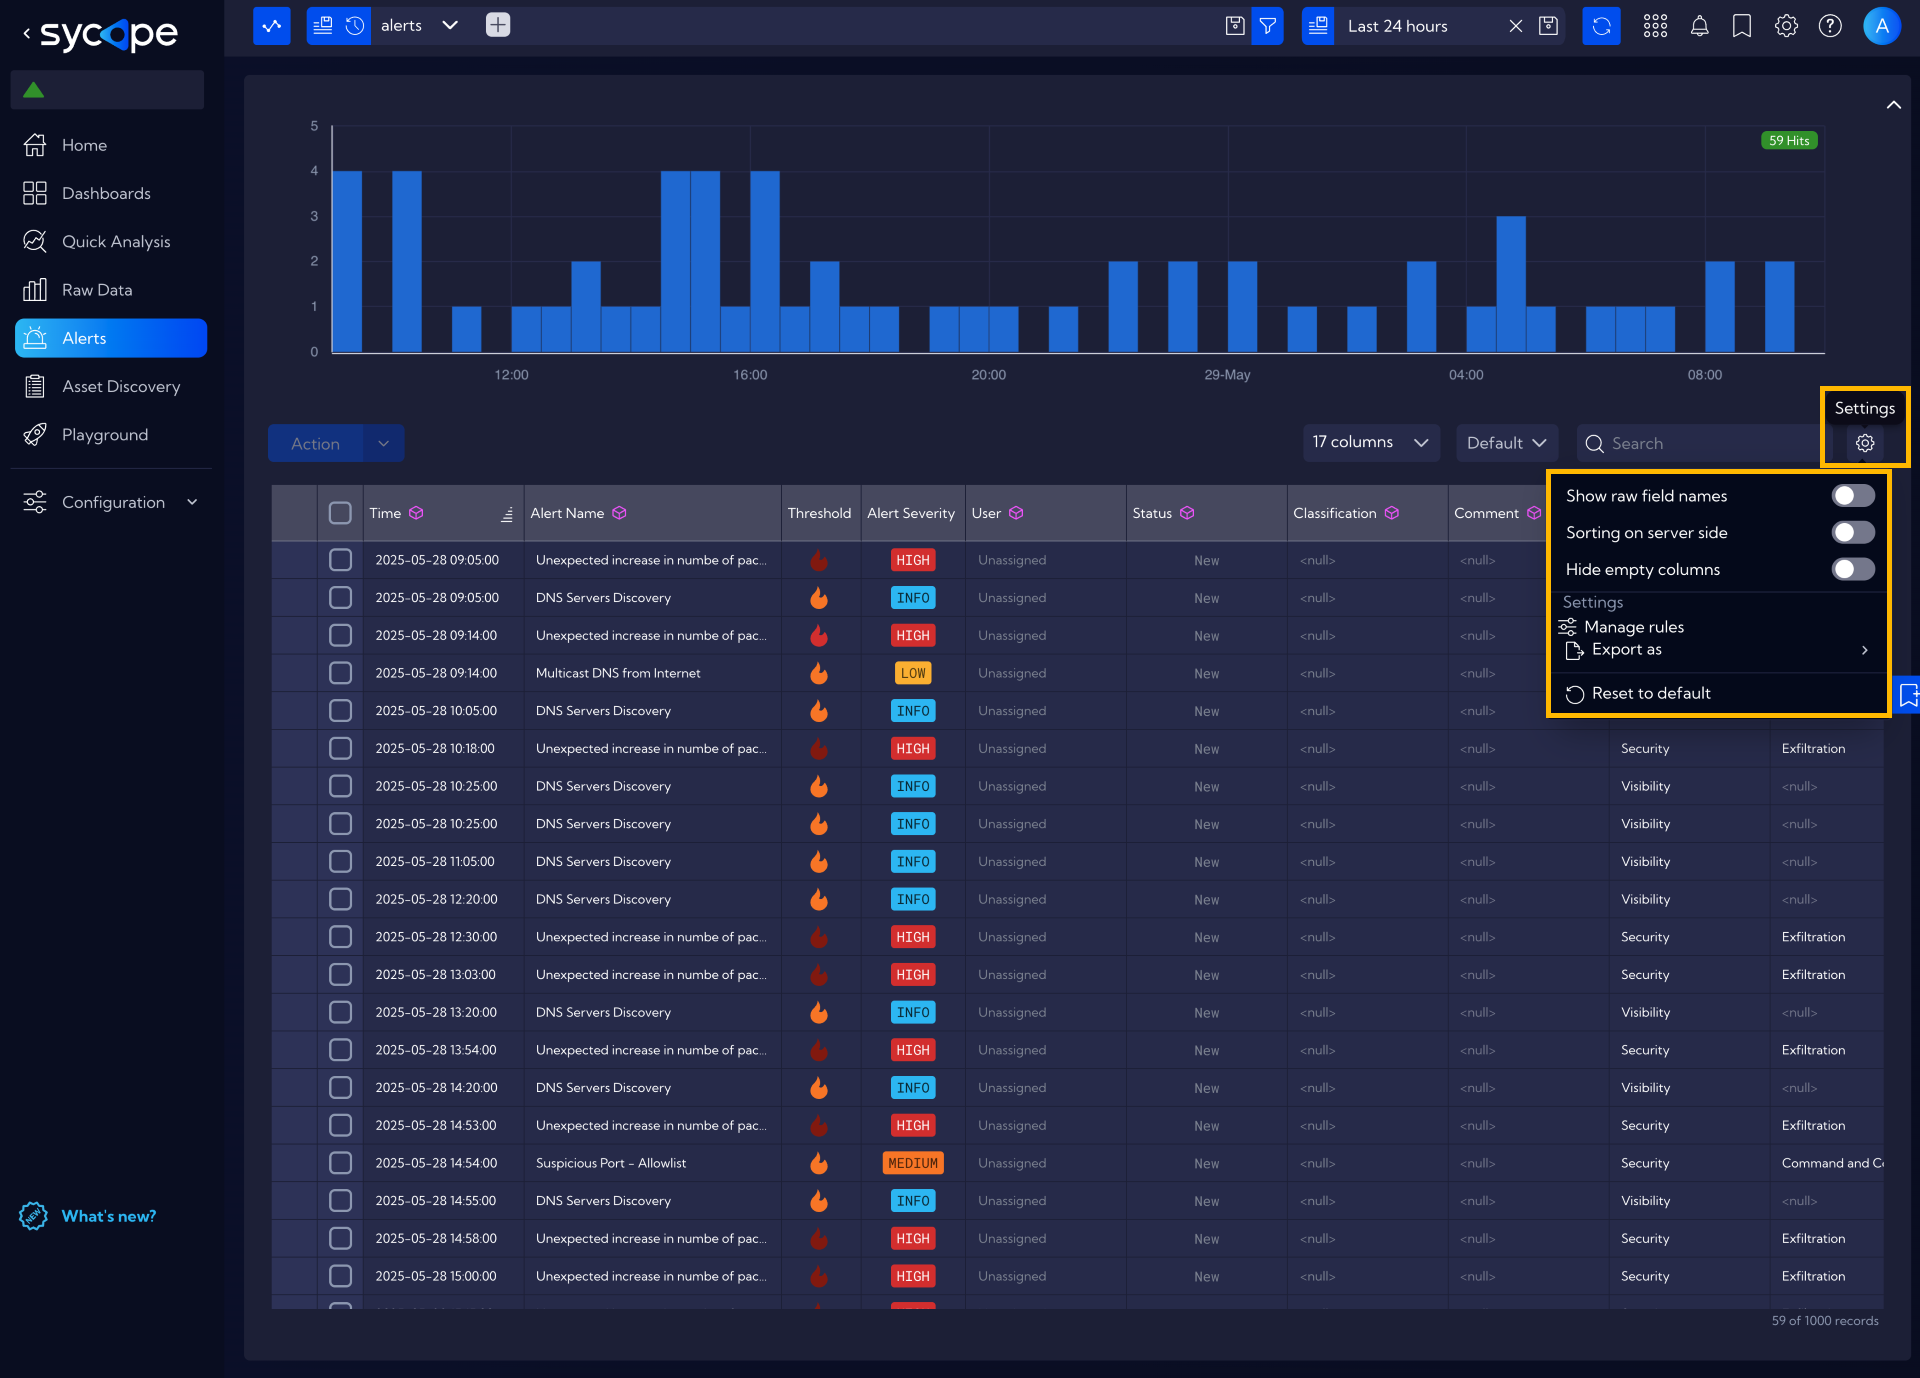 sycope
alerts
Last 24 hours
A
Home
Dashboards
Quick Analysis
Raw Data
Alerts
Asset Discovery
Playground
Configuration
NEW
What's new?
59 Hits
5
4
3
2
1
0
12:00 16:00 20:00 29-May 04:00 08:00
Settings
Action 17 columns Default Search
Show raw field names
Sorting on server side
Hide empty columns
Settings
Manage rules
Export as
Reset to default
Time Alert Name Threshold Alert Severity User Status Classification Comment
2025-05-28 09:05:00 Unexpected increase in numbe of pac... HIGH Unassigned New <null> <null>
2025-05-28 09:05:00 DNS Servers Discovery INFO Unassigned New <null> <null>
2025-05-28 09:14:00 Unexpected increase in numbe of pac... HIGH Unassigned New <null> <null>
2025-05-28 09:14:00 Multicast DNS from Internet LOW Unassigned New <null> <null>
2025-05-28 10:05:00 DNS Servers Discovery INFO Unassigned New <null> <null>
2025-05-28 10:18:00 Unexpected increase in numbe of pac... HIGH Unassigned New <null> <null> Security Exfiltration
2025-05-28 10:25:00 DNS Servers Discovery INFO Unassigned New <null> <null> Visibility <null>
2025-05-28 10:25:00 DNS Servers Discovery INFO Unassigned New <null> <null> Visibility <null>
2025-05-28 11:05:00 DNS Servers Discovery INFO Unassigned New <null> <null> Visibility <null>
2025-05-28 12:20:00 DNS Servers Discovery INFO Unassigned New <null> <null> Visibility <null>
2025-05-28 12:30:00 Unexpected increase in numbe of pac... HIGH Unassigned New <null> <null> Security Exfiltration
2025-05-28 13:03:00 Unexpected increase in numbe of pac... HIGH Unassigned New <null> <null> Security Exfiltration
2025-05-28 13:20:00 DNS Servers Discovery INFO Unassigned New <null> <null> Visibility <null>
2025-05-28 13:54:00 Unexpected increase in numbe of pac... HIGH Unassigned New <null> <null> Security Exfiltration
2025-05-28 14:20:00 DNS Servers Discovery INFO Unassigned New <null> <null> Visibility <null>
2025-05-28 14:53:00 Unexpected increase in numbe of pac... HIGH Unassigned New <null> <null> Security Exfiltration
2025-05-28 14:54:00 Suspicious Port - Allowlist MEDIUM Unassigned New <null> <null> Security Command and
2025-05-28 14:55:00 DNS Servers Discovery INFO Unassigned New <null> <null> Visibility <null>
2025-05-28 14:58:00 Unexpected increase in numbe of pac... HIGH Unassigned New <null> <null> Security Exfiltration
2025-05-28 15:00:00 Unexpected increase in numbe of pac... HIGH Unassigned New <null> <null> Security Exfiltration
59 of 1000 records